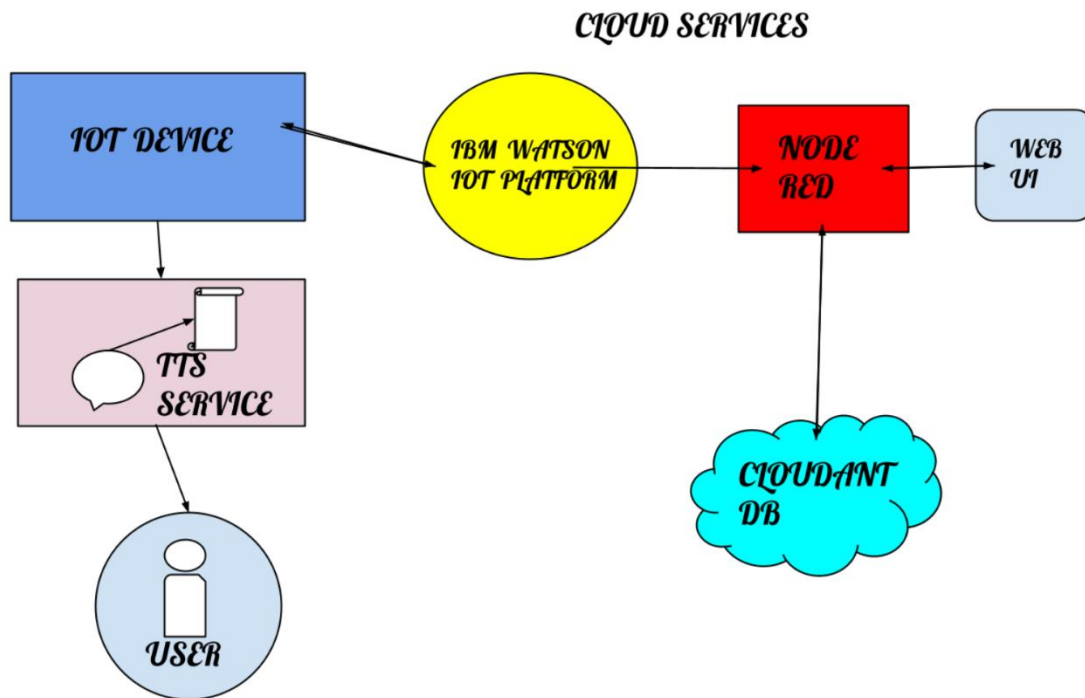 CLOUD SERVICES
IOT DEVICE
IBM WATSON
IOT PLATFORM
NODE
RED
WEB
UI
TTS
SERVICE
CLOUDANT
DB
USER